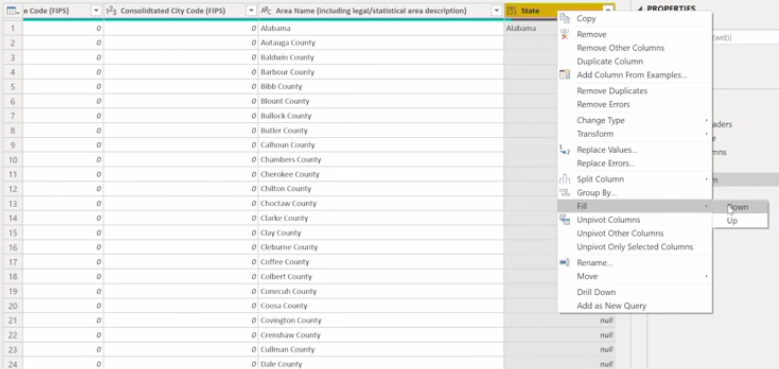 e Code (FIPS) 1²3 Consolidtated City Code (FIPS) ABC Area Name (including legal/statistical area description) ABC 123 State
1 0 0 Alabama Alabama
2 0 0 Autauga County
3 0 0 Baldwin County
4 0 0 Barbour County
5 0 0 Bibb County
6 0 0 Blount County
7 0 0 Bullock County
8 0 0 Butler County
9 0 0 Calhoun County
10 0 0 Chambers County
11 0 0 Cherokee County
12 0 0 Chilton County
13 0 0 Choctaw County
14 0 0 Clarke County
15 0 0 Clay County
16 0 0 Cleburne County
17 0 0 Coffee County
18 0 0 Colbert County
19 0 0 Conecuh County
20 0 0 Coosa County
21 0 0 Covington County null
22 0 0 Crenshaw County null
23 0 0 Cullman County null
24 0 0 Dale County null
Copy
Remove
Remove Other Columns
Duplicate Column
Add Column From Examples...
Remove Duplicates
Remove Errors
Change Type
Transform
Replace Values...
Replace Errors...
Split Column
Group By...
Fill
Unpivot Columns
Unpivot Other Columns
Unpivot Only Selected Columns
Rename...
Move
Drill Down
Add as New Query
Down
Up
PROPERTIES
(web)
aders
mns
m